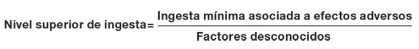 Nivel superior de ingesta= Ingesta mínima asociada a efectos adversos
Factores desconocidos